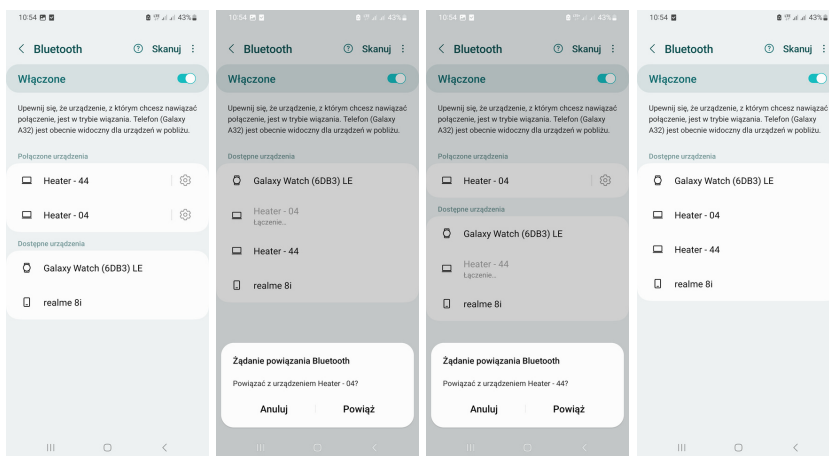 10:54
43%
Bluetooth
Skanuj
Włączone
Upewnij się, że urządzenie, z którym chcesz nawiązać
połączenie, jest w trybie wiązania. Telefon (Galaxy
A32) jest obecnie widoczny dla urządzeń w pobliżu.
Połączone urządzenia
Heater - 44
Heater - 04
Dostępne urządzenia
Galaxy Watch (6DB3) LE
realme 8i
10:54
43%
Bluetooth
Skanuj
Włączone
Upewnij się, że urządzenie, z którym chcesz nawiązać
połączenie, jest w trybie wiązania. Telefon (Galaxy
A32) jest obecnie widoczny dla urządzeń w pobliżu.
Dostępne urządzenia
Galaxy Watch (6DB3) LE
Heater - 04
Łączenie...
Heater - 44
realme 8i
Żądanie powiązania Bluetooth
Powiązać z urządzeniem Heater - 04?
Anuluj
Powiąż
10:54
43%
Bluetooth
Skanuj
Włączone
Upewnij się, że urządzenie, z którym chcesz nawiązać
połączenie, jest w trybie wiązania. Telefon (Galaxy
A32) jest obecnie widoczny dla urządzeń w pobliżu.
Połączone urządzenia
Heater - 04
Dostępne urządzenia
Galaxy Watch (6DB3) LE
Heater - 44
Łączenie...
realme 8i
Żądanie powiązania Bluetooth
Powiązać z urządzeniem Heater - 44?
Anuluj
Powiąż
10:54
43%
Bluetooth
Skanuj
Włączone
Upewnij się, że urządzenie, z którym chcesz nawiązać
połączenie, jest w trybie wiązania. Telefon (Galaxy
A32) jest obecnie widoczny dla urządzeń w pobliżu.
Dostępne urządzenia
Galaxy Watch (6DB3) LE
Heater - 04
Heater - 44
realme 8i